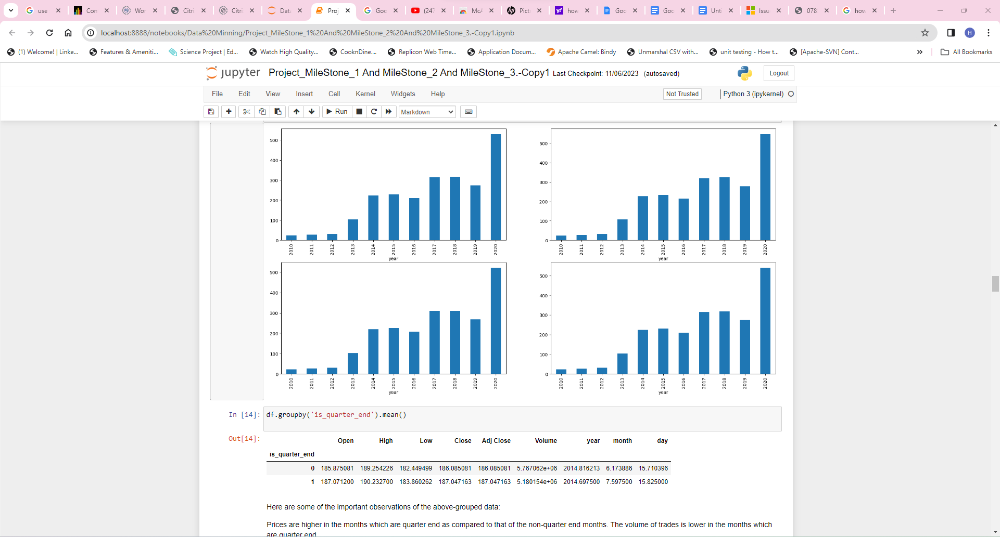 use Con Wor Citri Citri Data Proj Goo (247 McA Pict how Goc Goc Unti Issu 078 how
localhost:8888/notebooks/Data%20Minning/Project_MileStone_1%20And%20MileStone_2%20And%20MileStone_3.-Copy1.ipynb H
(1) Welcome! | Linke... Features & Ameniti... Science Project | Ed... Watch High Quality... CooknDine.... Replicon Web Time... Application Docum... Apache Camel: Bindy Unmarshal CSV with... unit testing - How t... [Apache-SVN] Cont... » All Bookmarks
jupyter Project_MileStone_1 And MileStone_2 And MileStone_3.-Copy1 Last Checkpoint: 11/06/2023 (autosaved) Logout
File Edit View Insert Cell Kernel Widgets Help Not Trusted Python 3 (ipykernel)
Run Markdown
500
400
300
200
100
0
2010 2011 2012 2013 2014 2015 2016 2017 2018 2019 2020
year
500
400
300
200
100
0
2010 2011 2012 2013 2014 2015 2016 2017 2018 2019 2020
year
500
400
300
200
100
0
2010 2011 2012 2013 2014 2015 2016 2017 2018 2019 2020
year
500
400
300
200
100
0
2010 2011 2012 2013 2014 2015 2016 2017 2018 2019 2020
year
In [14]: df.groupby('is_quarter_end').mean()
Out[14]:
Open High Low Close Adj Close Volume year month day
is_quarter_end
0 185.875081 189.254226 182.449499 186.085081 186.085081 5.767062e+06 2014.816213 6.173886 15.710396
1 187.071200 190.232700 183.860262 187.047163 187.047163 5.180154e+06 2014.697500 7.597500 15.825000
Here are some of the important observations of the above-grouped data:
Prices are higher in the months which are quarter end as compared to that of the non-quarter end months. The volume of trades is lower in the months which
are quarter end